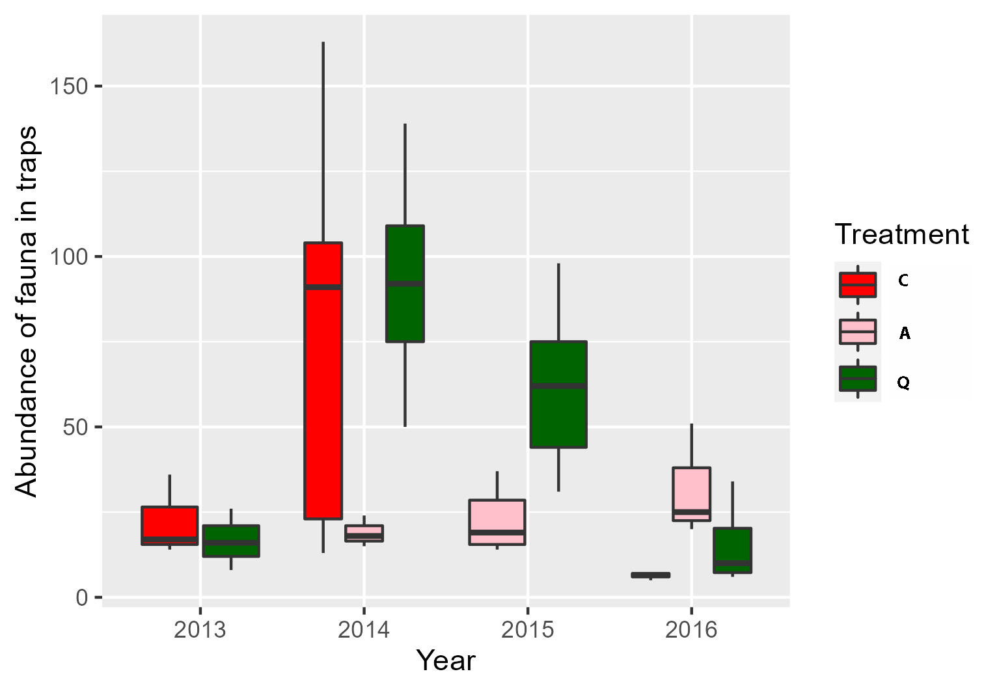 Abundance of fauna in traps
150
100
50
0
2013 2014 2015 2016
Year
Treatment
C
A
Q